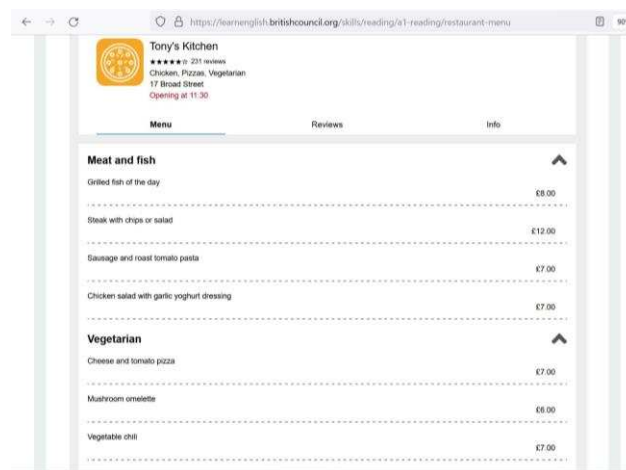 https://learnenglish.britishcouncil.org/skills/reading/a1-reading/restaurant-menu
Tony's Kitchen
231 reviews
Chicken, Pizzas, Vegetarian
17 Broad Street
Opening at 11:30
Menu Reviews Info
Meat and fish
Grilled fish of the day
£8.00
Steak with chips or salad
£12.00
Sausage and roast tomato pasta
£7.00
Chicken salad with garlic yoghurt dressing
£7.00
Vegetarian
Cheese and tomato pizza
£7.00
Mushroom omelette
£6.00
Vegetable chili
£7.00